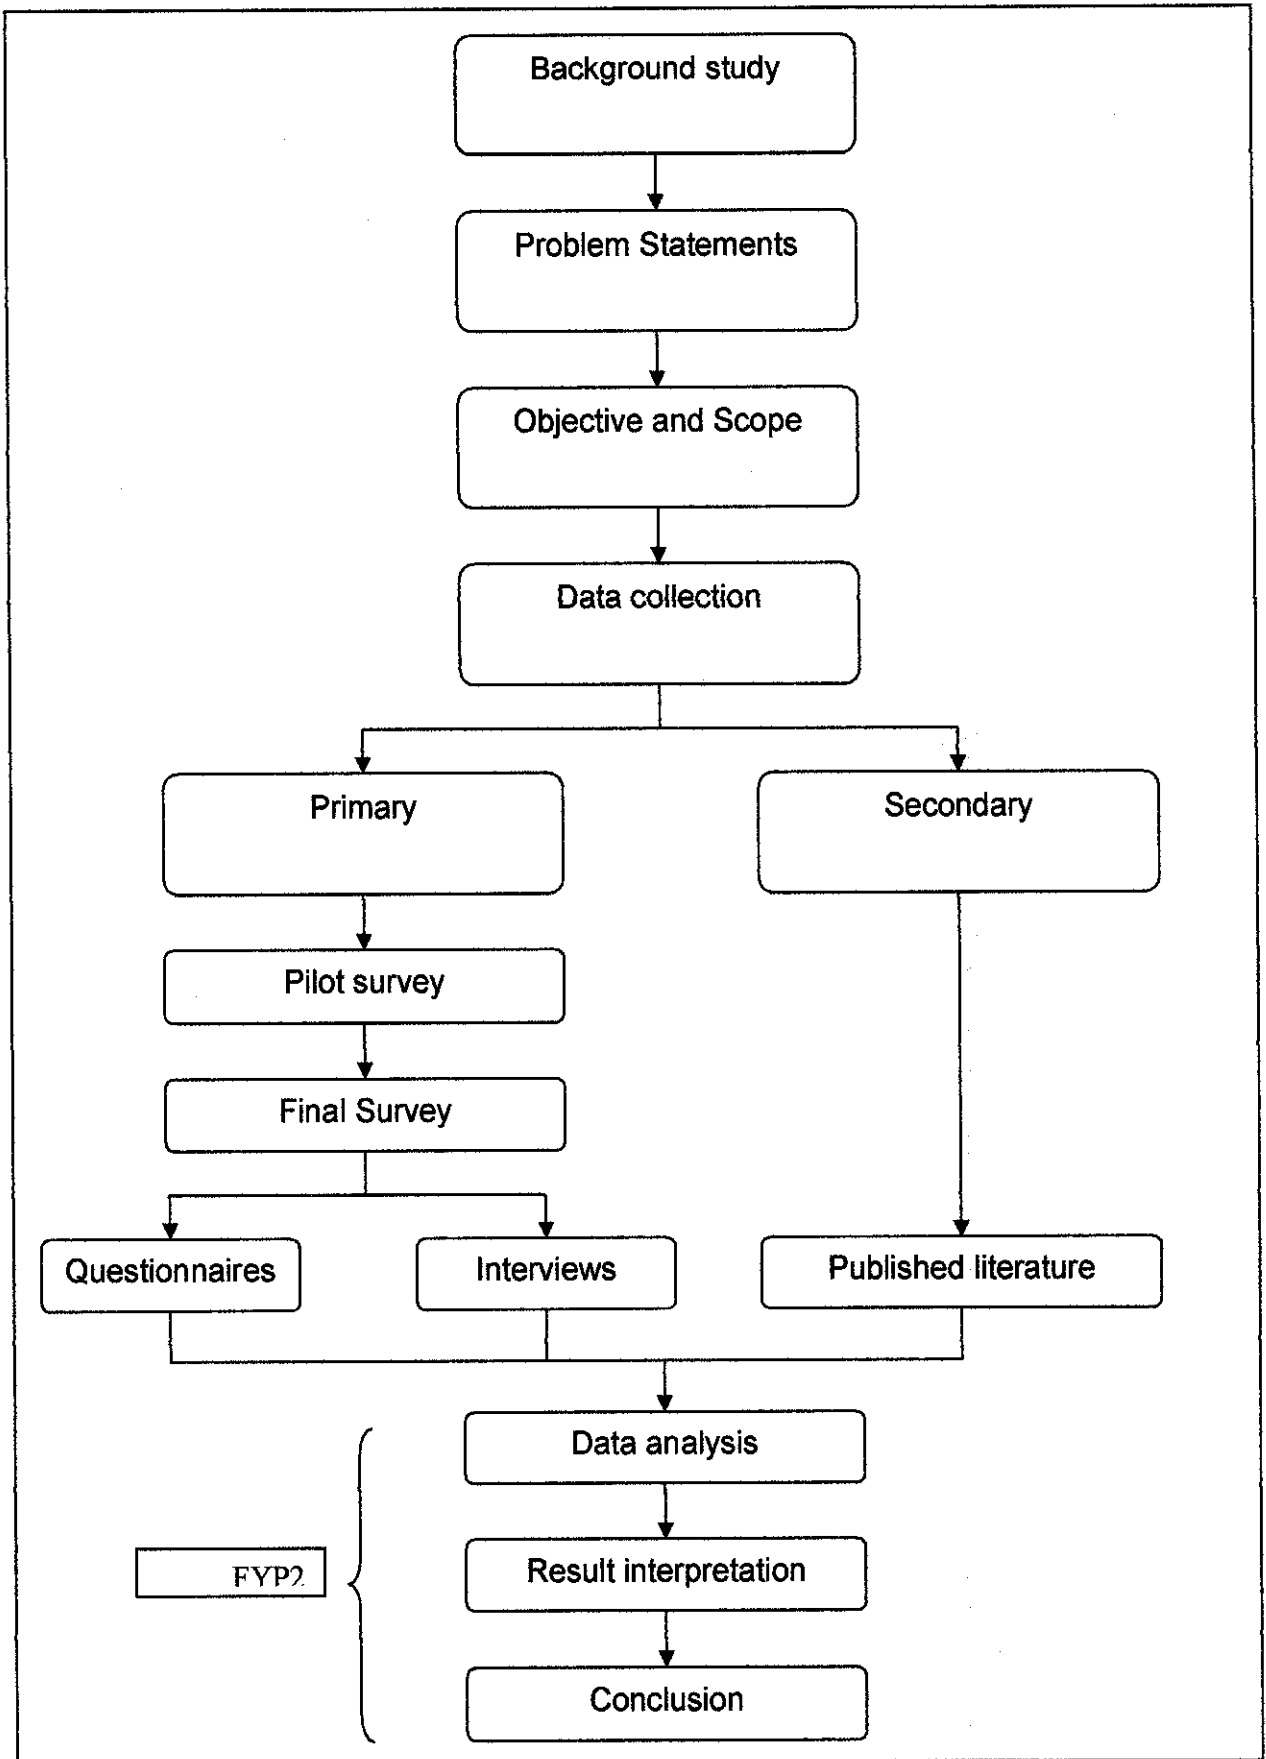 Background study
Problem Statements
Objective and Scope
Data collection
Primary
Secondary
Pilot survey
Final Survey
Questionnaires
Interviews
Published literature
Data analysis
Result interpretation
FYP2
Conclusion